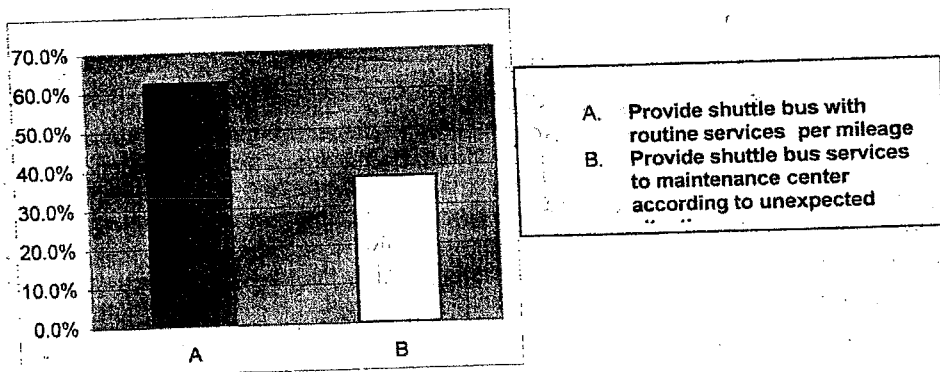 70.0%
60.0%
50.0%
40.0%
30.0%
20.0%
10.0%
0.0%
A
B
A. Provide shuttle bus with
routine services per mileage
B. Provide shuttle bus services
to maintenance center
according to unexpected